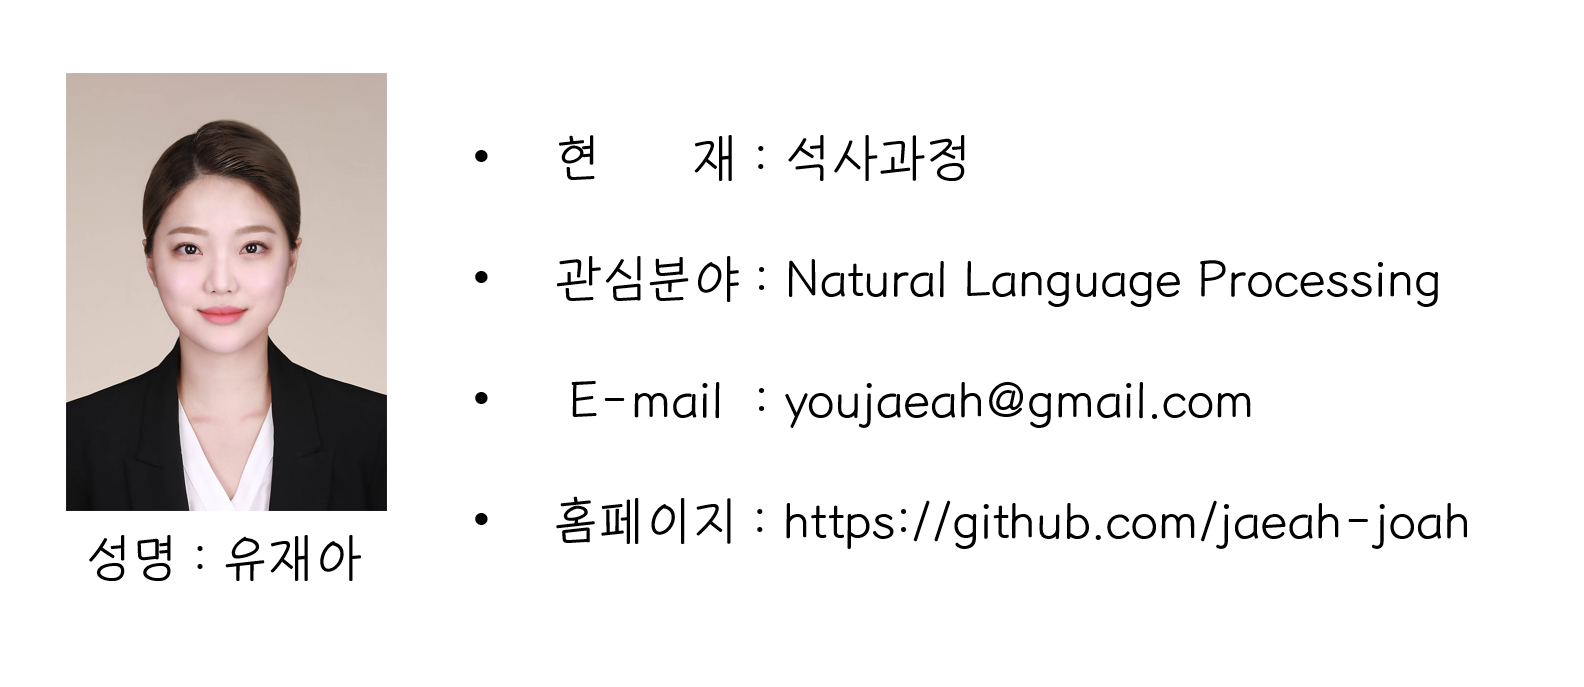 현 재 : 석사과정
관심분야 : Natural Language Processing
E-mail : youjaeah@gmail.com
홈페이지 : https://github.com/jaeah-joah
성명 : 유재아